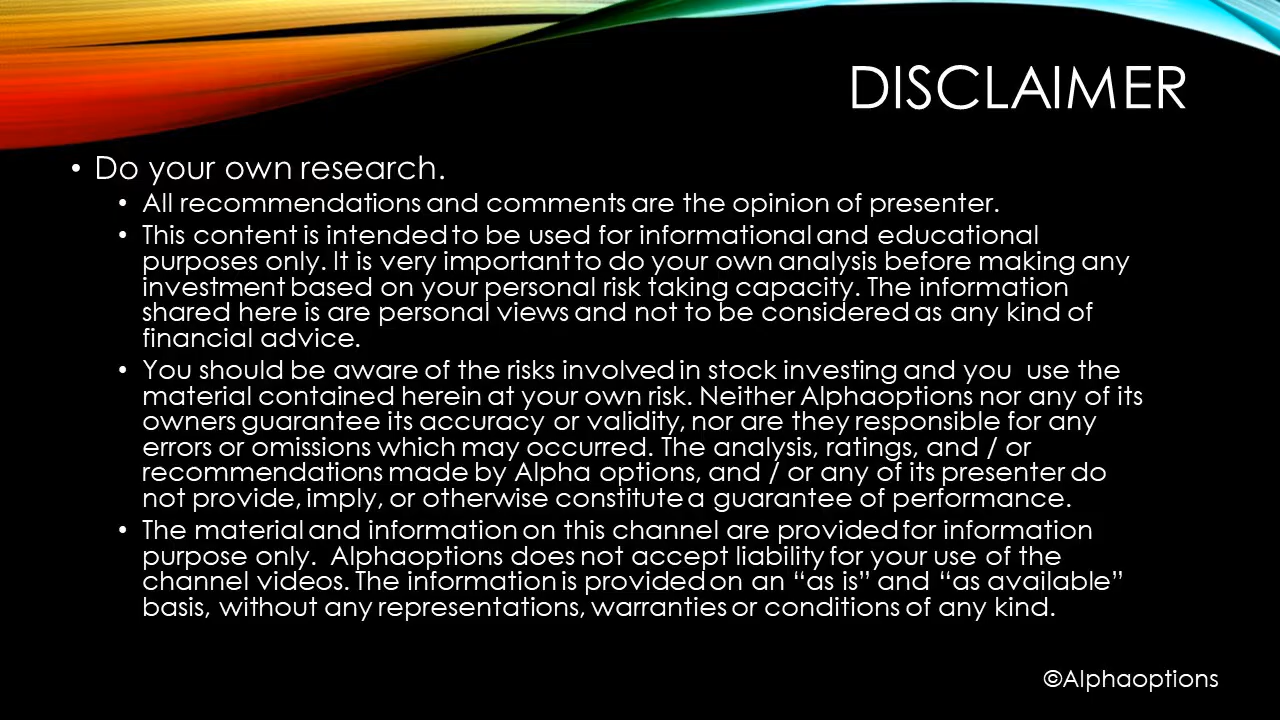 DISCLAIMER
• Do your own research.
• All recommendations and comments are the opinion of presenter.
• This content is intended to be used for informational and educational
purposes only. It is very important to do your own analysis before making any
investment based on your personal risk taking capacity. The information
shared here is are personal views and not to be considered as any kind of
financial advice.
• You should be aware of the risks involved in stock investing and you  use the
material contained herein at your own risk. Neither Alphaoptions nor any of its
owners guarantee its accuracy or validity, nor are they responsible for any
errors or omissions which may occurred. The analysis, ratings, and / or
recommendations made by Alpha options, and / or any of its presenter do
not provide, imply, or otherwise constitute a guarantee of performance.
• The material and information on this channel are provided for information
purpose only.  Alphaoptions does not accept liability for your use of the
channel videos. The information is provided on an “as is” and “as available”
basis, without any representations, warranties or conditions of any kind.
©Alphaoptions